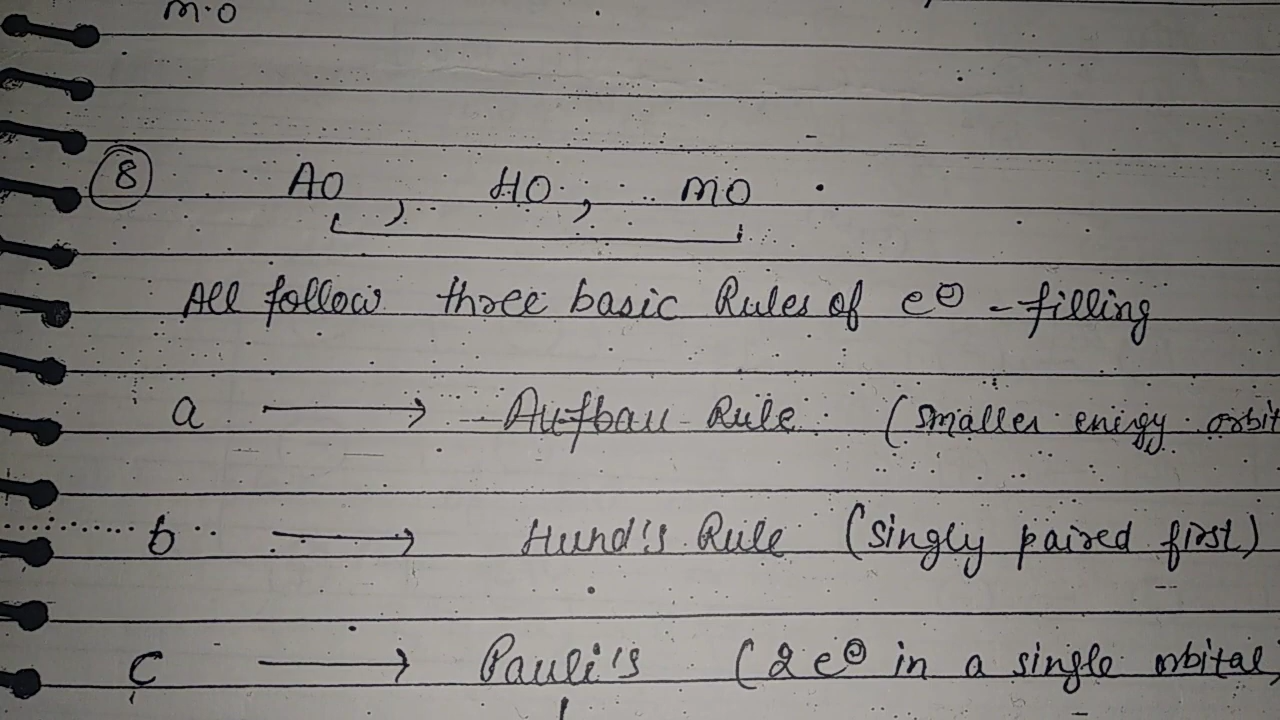 m.o
⑧ AO , HO , MO .
All follow three basic Rules of e⊖ - filling
a ⟶ Aufbau Rule (smaller energy orbit
b ⟶ Hund's Rule (singly paired first)
c ⟶ Pauli's (2e⊖ in a single orbital)